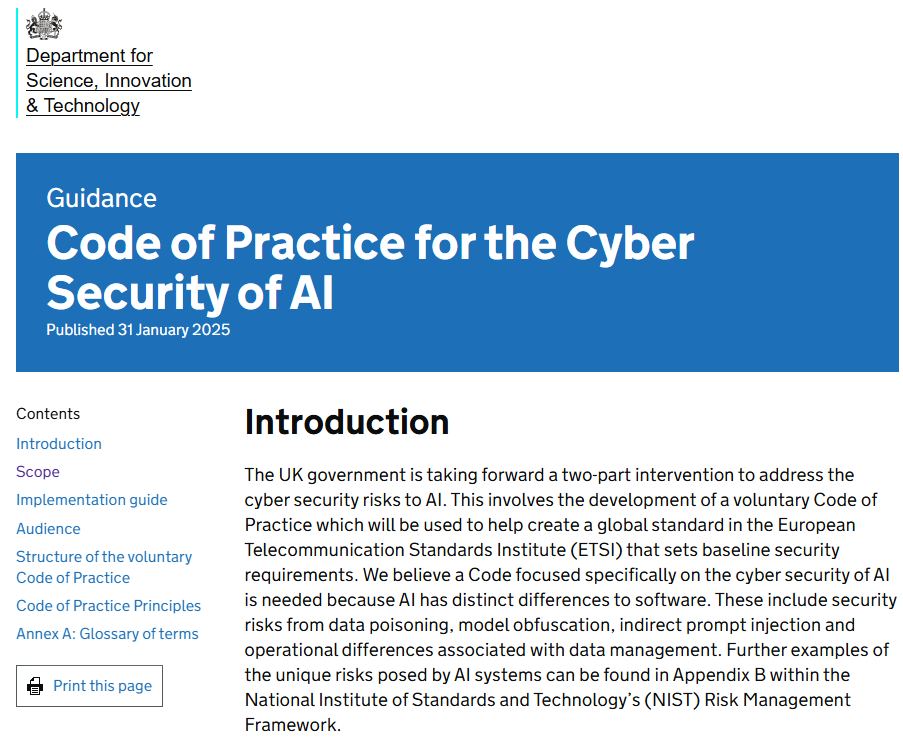 Department for
Science, Innovation
& Technology
Guidance
Code of Practice for the Cyber
Security of AI
Published 31 January 2025
Contents
Introduction
Scope
Implementation guide
Audience
Structure of the voluntary
Code of Practice
Code of Practice Principles
Annex A: Glossary of terms
Print this page
Introduction
The UK government is taking forward a two-part intervention to address the
cyber security risks to AI. This involves the development of a voluntary Code of
Practice which will be used to help create a global standard in the European
Telecommunication Standards Institute (ETSI) that sets baseline security
requirements. We believe a Code focused specifically on the cyber security of AI
is needed because AI has distinct differences to software. These include security
risks from data poisoning, model obfuscation, indirect prompt injection and
operational differences associated with data management. Further examples of
the unique risks posed by AI systems can be found in Appendix B within the
National Institute of Standards and Technology’s (NIST) Risk Management
Framework.